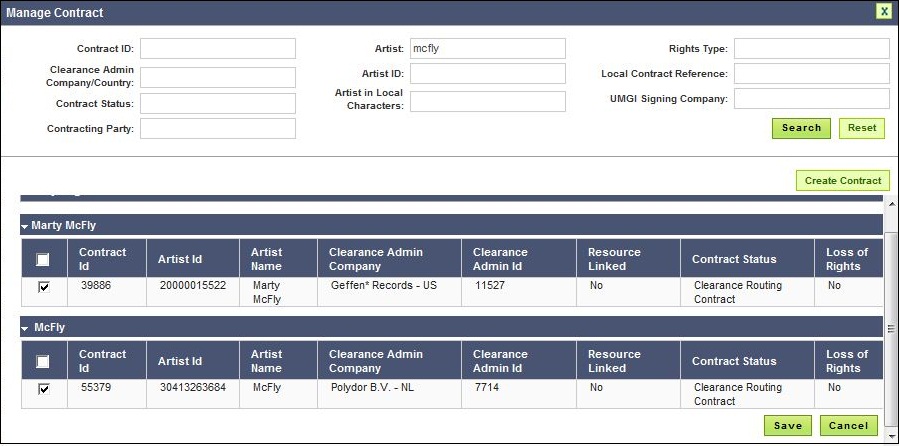 Manage Contract X
Contract ID: Artist: mcfly Rights Type:
Clearance Admin Company/Country: Artist ID: Local Contract Reference:
Contract Status: Artist in Local Characters: UMGI Signing Company:
Contracting Party:
Search Reset
Create Contract
Marty McFly
Contract Id Artist Id Artist Name Clearance Admin Company Clearance Admin Id Resource Linked Contract Status Loss of Rights
39886 20000015522 Marty McFly Geffen* Records - US 11527 No Clearance Routing Contract No
McFly
Contract Id Artist Id Artist Name Clearance Admin Company Clearance Admin Id Resource Linked Contract Status Loss of Rights
55379 30413263684 McFly Polydor B.V. - NL 7714 No Clearance Routing Contract No
Save Cancel